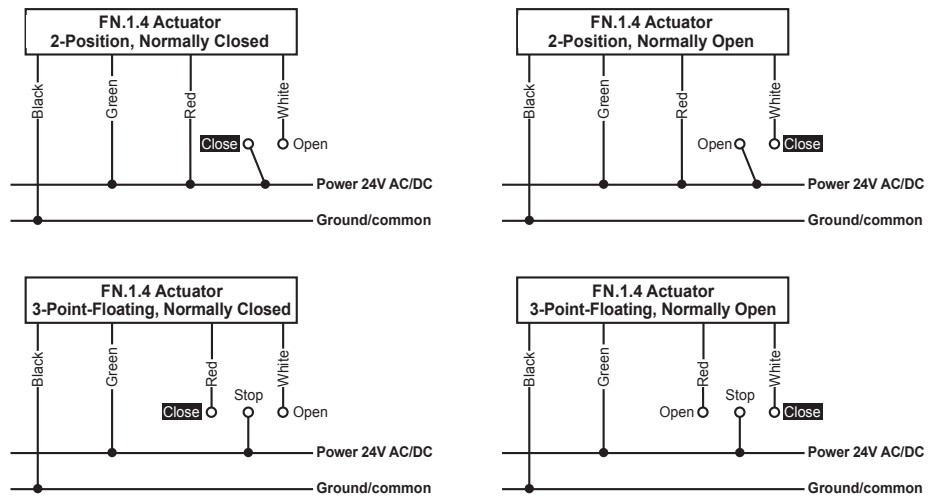 FN.1.4 Actuator
2-Position, Normally Closed
Black
Green
Red
White
Close
Open
Power 24V AC/DC
Ground/common
FN.1.4 Actuator
2-Position, Normally Open
Black
Green
Red
White
Open
Close
Power 24V AC/DC
Ground/common
FN.1.4 Actuator
3-Point-Floating, Normally Closed
Black
Green
Red
White
Stop
Close
Open
Power 24V AC/DC
Ground/common
FN.1.4 Actuator
3-Point-Floating, Normally Open
Black
Green
Red
White
Stop
Open
Close
Power 24V AC/DC
Ground/common